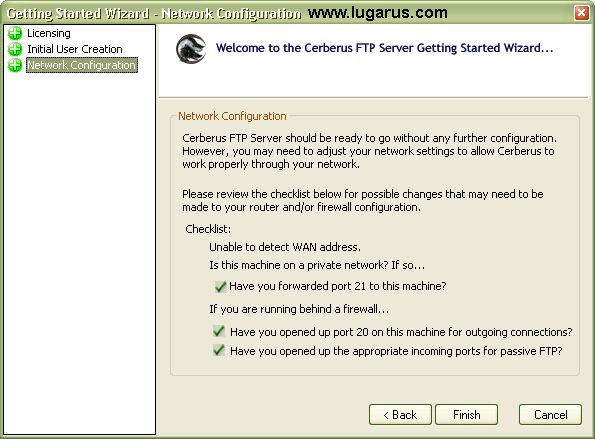 Getting Started Wizard - Network Configuration www.lugarus.com
Licensing
Initial User Creation
Network Configuration
Welcome to the Cerberus FTP Server Getting Started Wizard...
Network Configuration
Cerberus FTP Server should be ready to go without any further configuration.
However, you may need to adjust your network settings to allow Cerberus to
work properly through your network.
Please review the checklist below for possible changes that may need to be
made to your router and/or firewall configuration.
Checklist:
Unable to detect WAN address.
Is this machine on a private network? If so...
Have you forwarded port 21 to this machine?
If you are running behind a firewall...
Have you opened up port 20 on this machine for outgoing connections?
Have you opened up the appropriate incoming ports for passive FTP?
< Back Finish Cancel